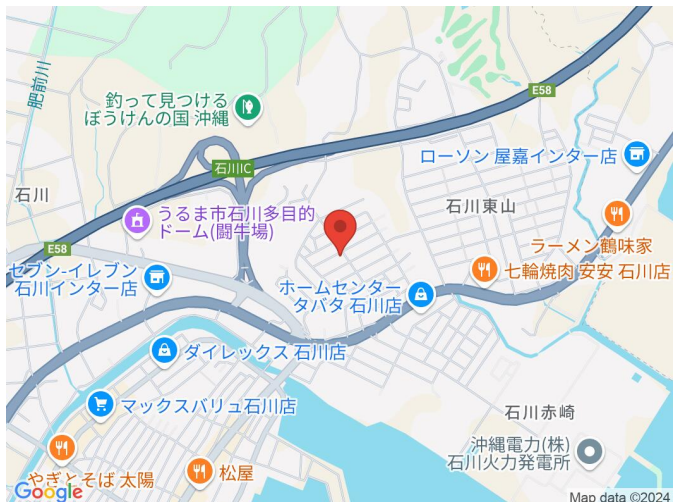 肥前川
E58
釣って見つける
ぼうけんの国 沖縄
石川IC
ローソン 屋嘉インター店
石川
うるま市石川多目的
ドーム(闘牛場)
石川東山
E58
ラーメン鶴味家
セブン-イレブン
石川インター店
七輪焼肉 安安 石川店
ホームセンター
タバタ 石川店
ダイレックス 石川店
マックスバリュ石川店
石川赤崎
沖縄電力(株)
石川火力発電所
やぎとそば 太陽
松屋
Google
Map data ©2024